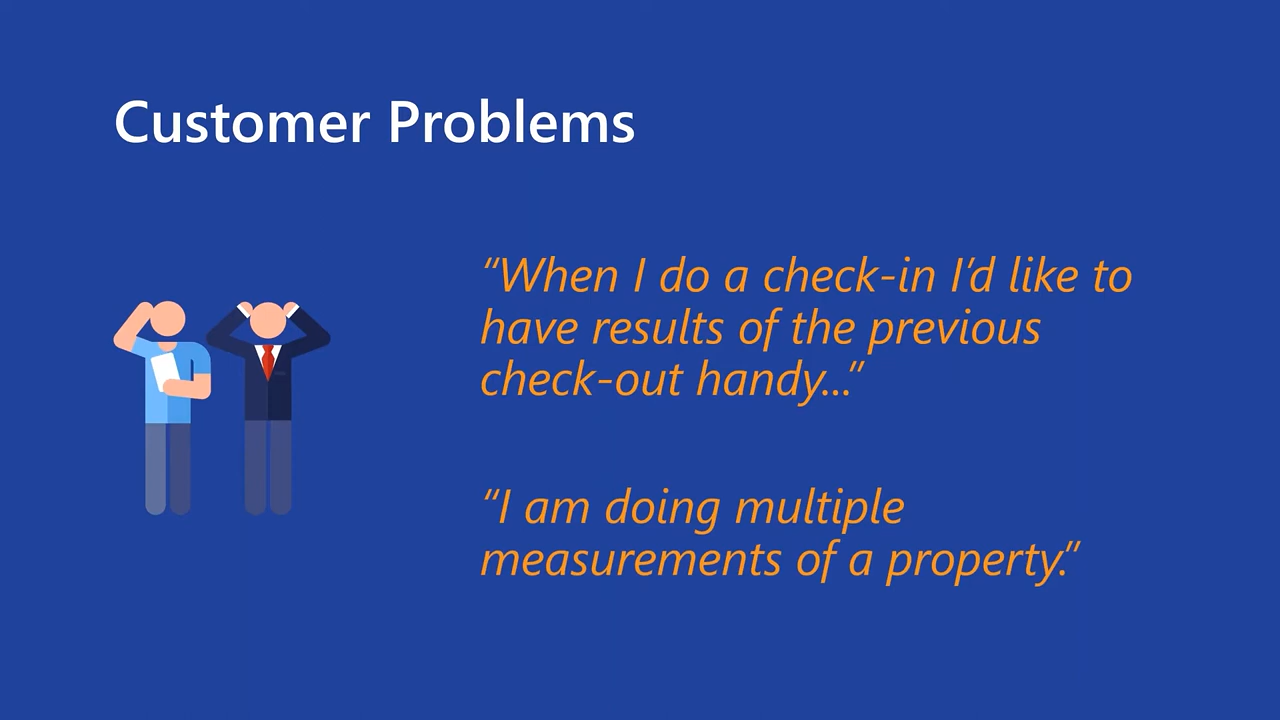 Customer Problems
“When I do a check-in I’d like to
have results of the previous
check-out handy...”
“I am doing multiple
measurements of a property.”